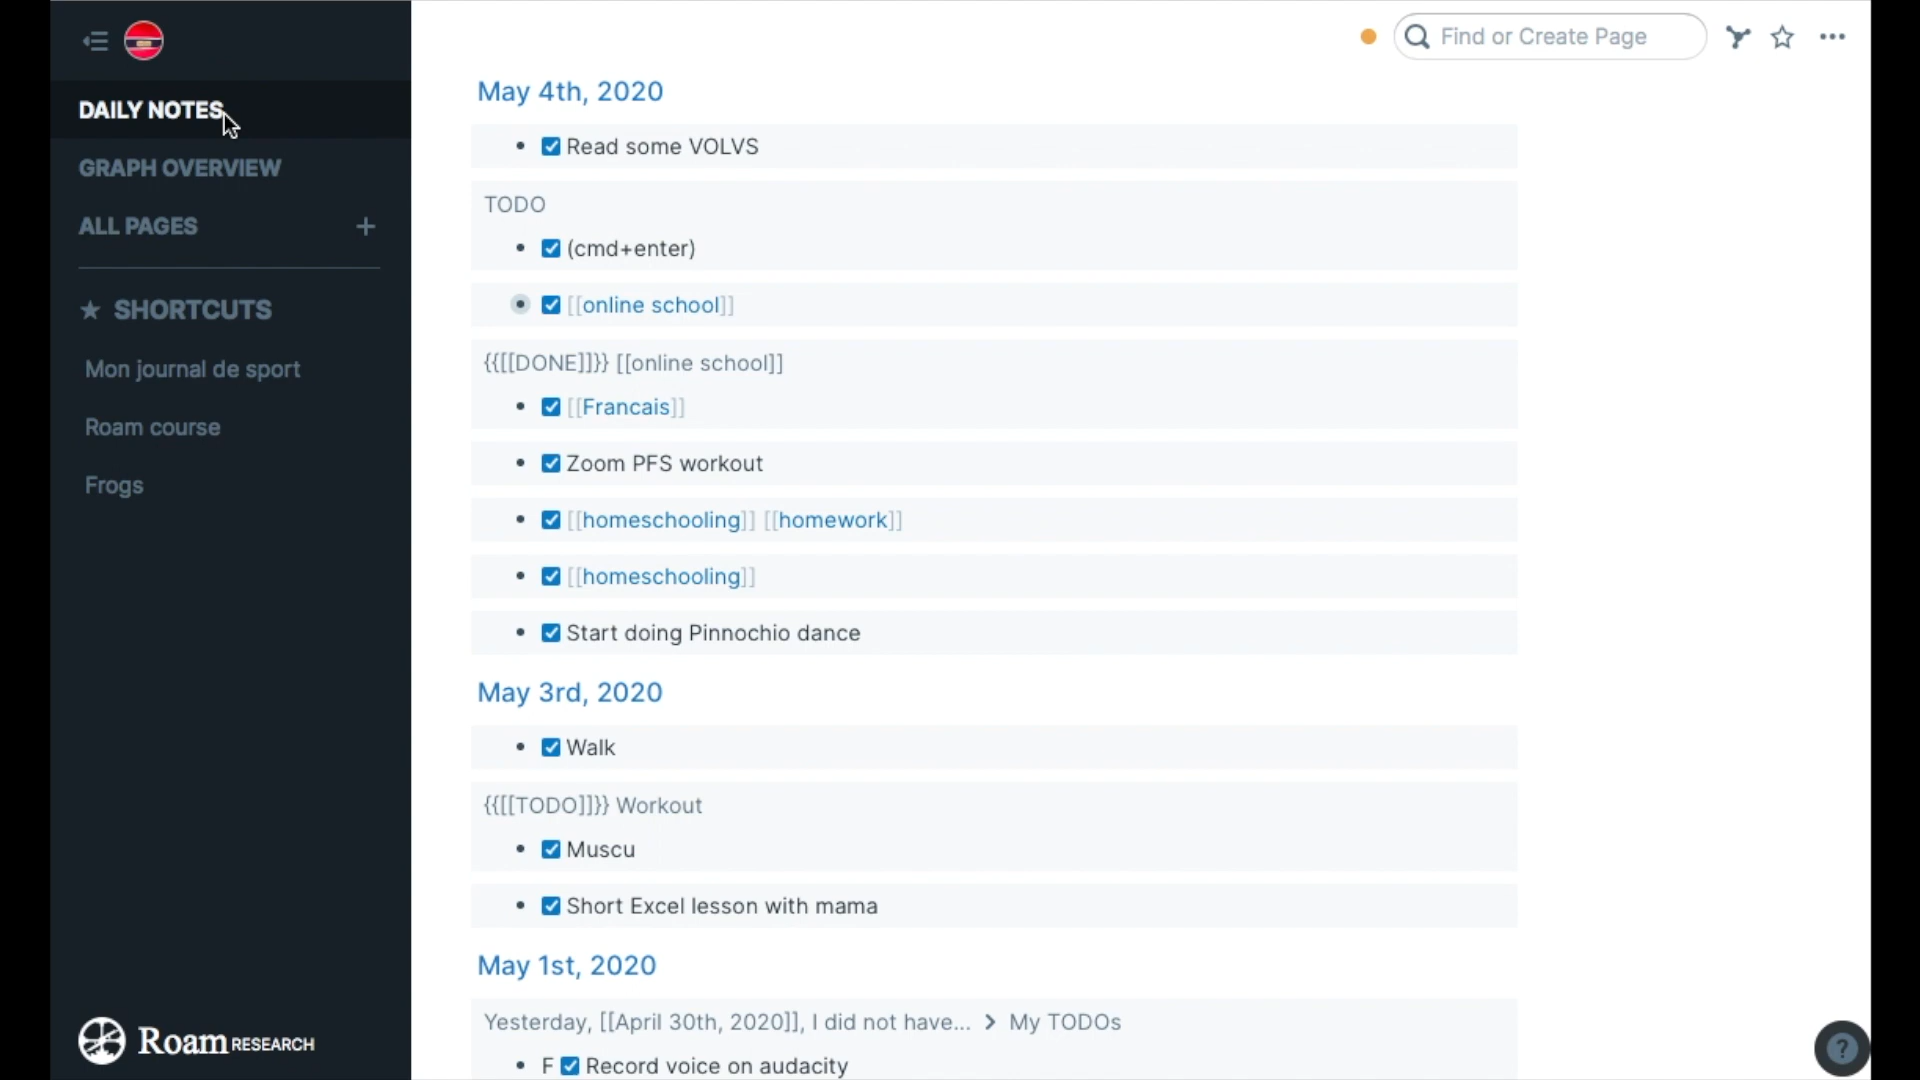 DAILY NOTES
GRAPH OVERVIEW
ALL PAGES +
★ SHORTCUTS
Mon journal de sport
Roam course
Frogs
Roam RESEARCH
Find or Create Page
May 4th, 2020
Read some VOLVS
TODO
(cmd+enter)
[[online school]]
{{[[DONE]]}} [[online school]]
[[Francais]]
Zoom PFS workout
[[homeschooling]] [[homework]]
[[homeschooling]]
Start doing Pinnochio dance
May 3rd, 2020
Walk
{{[[TODO]]}} Workout
Muscu
Short Excel lesson with mama
May 1st, 2020
Yesterday, [[April 30th, 2020]], I did not have... > My TODOs
F Record voice on audacity
?